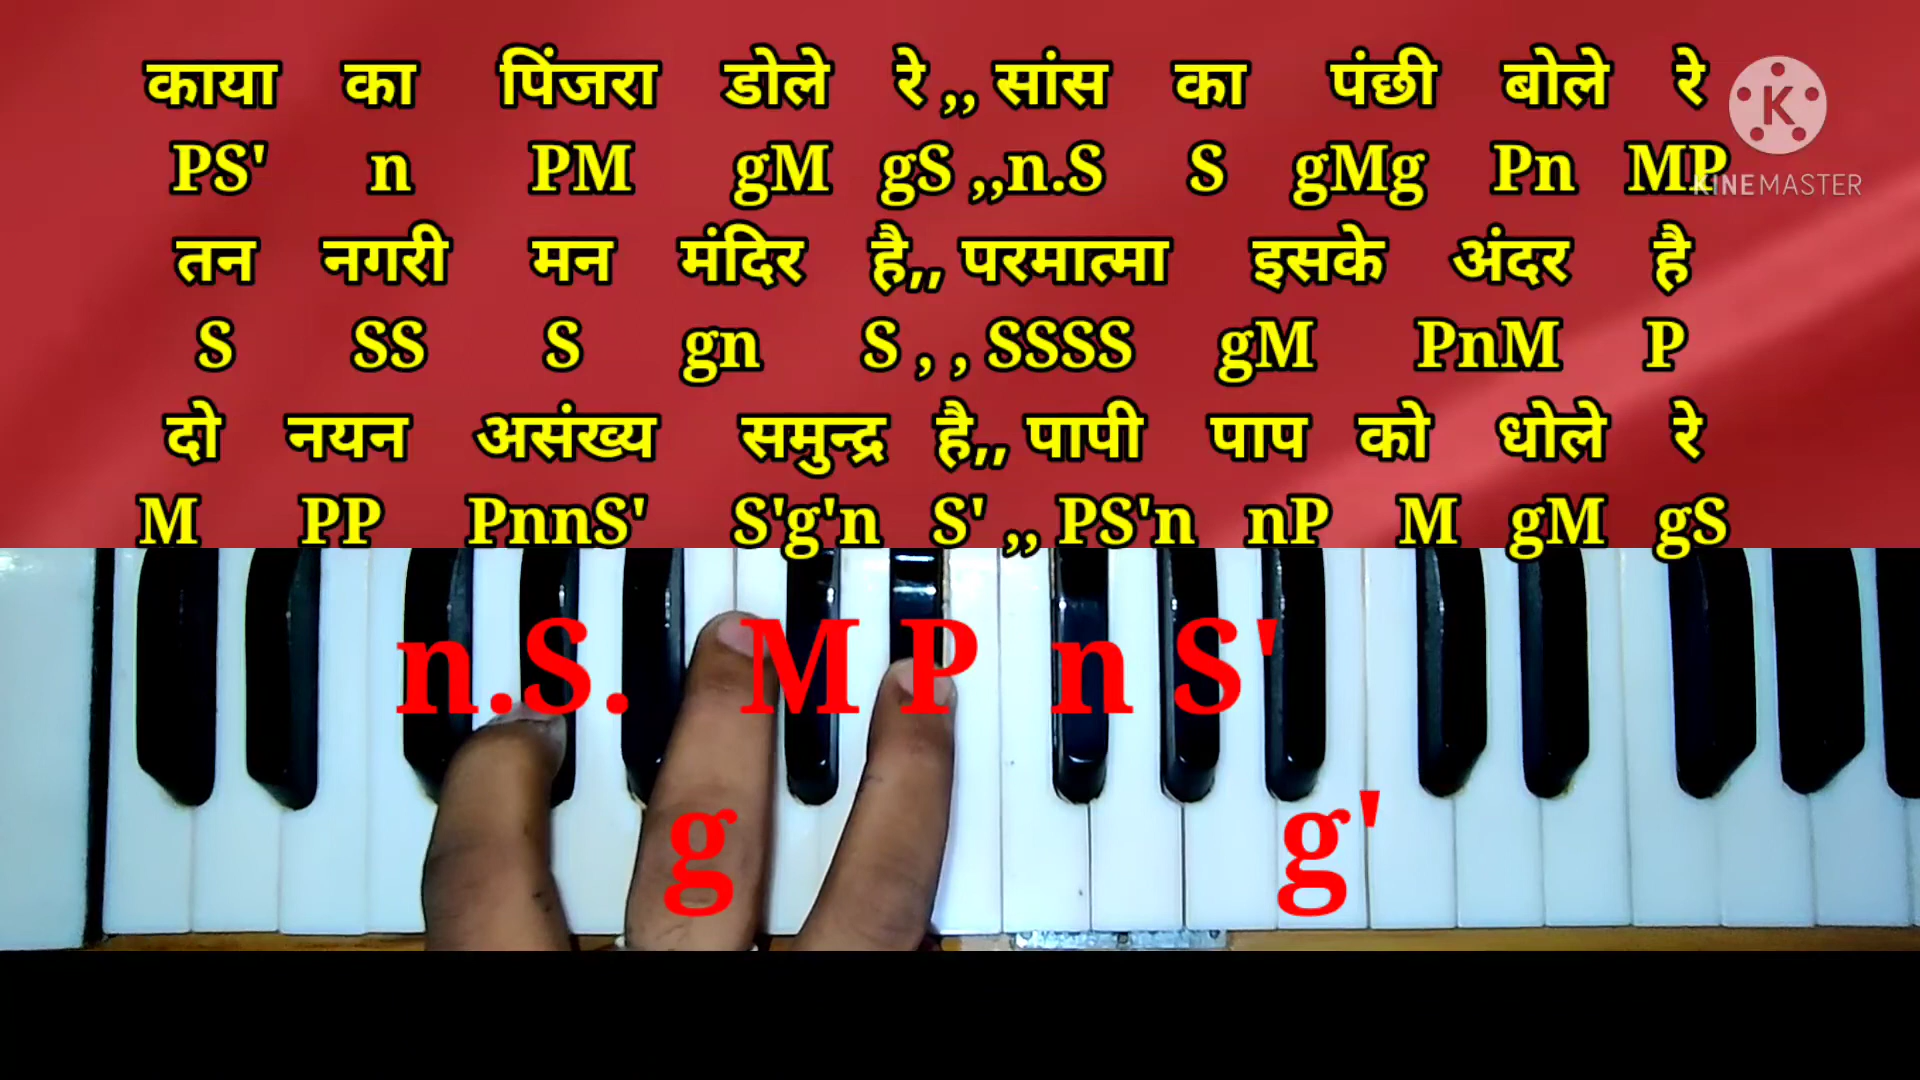 काया का पिंजरा डोले रे ,, सांस का पंछी बोले रे
PS' n PM gM gS ,,n.S S gMg Pn MP
K
KINEMASTER
तन नगरी मन मंदिर है,, परमात्मा इसके अंदर है
S SS S gn S , , SSSS gM PnM P
दो नयन असंख्य समुन्द्र है,, पापी पाप को धोले रे
M PP PnnS' S'g'n S' ,, PS'n nP M gM gS
n.S. M P n S'
g g'